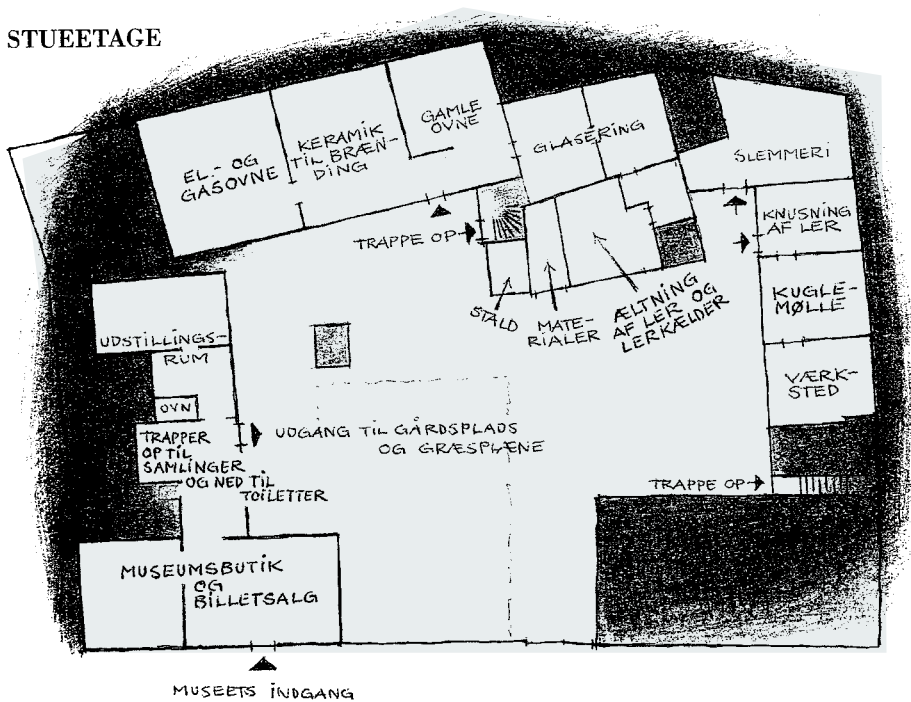 STUEETAGE
EL.- OG
GASOVNE
KERAMIK
TIL BRÆN-
DING
GAMLE
OVNE
GLASERING
SLEMMERI
TRAPPE OP
KNUSNING
AF LER
STALD
MATE-
RIALER
ÆLTNING
AF LER OG
LERKÆLDER
KUGLE-
MØLLE
UDSTILLINGS-
RUM
VÆRK-
STED
OVN
TRAPPER
OP TIL
SAMLINGER
OG NED TIL
TOILETTER
UDGANG TIL GÅRDSPLADS
OG GRÆSPLÆNE
TRAPPE OP
MUSEUMSBUTIK
OG
BILLETSALG
MUSEETS INDGANG